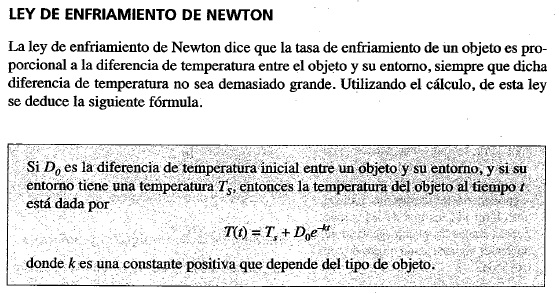 LEY DE ENFRIAMIENTO DE NEWTON
La ley de enfriamiento de Newton dice que la tasa de enfriamiento de un objeto es pro-
porcional a la diferencia de temperatura entre el objeto y su entorno, siempre que dicha
diferencia de temperatura no sea demasiado grande. Utilizando el cálculo, de esta ley
se deduce la siguiente fórmula.
Si D₀ es la diferencia de temperatura inicial entre un objeto y su entorno, y si su
entorno tiene una temperatura Tₛ, entonces la temperatura del objeto al tiempo t
está dada por
T(t) = Tₛ + D₀e⁻ᵏᵗ
donde k es una constante positiva que depende del tipo de objeto.